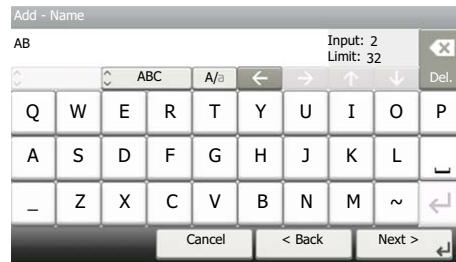 Add - Name
AB
Input: 2
Limit: 32
ABC A/a ← → ↑ ↓ Del.
Q W E R T Y U I O P
A S D F G H J K L
_ Z X C V B N M ~
Cancel < Back Next >